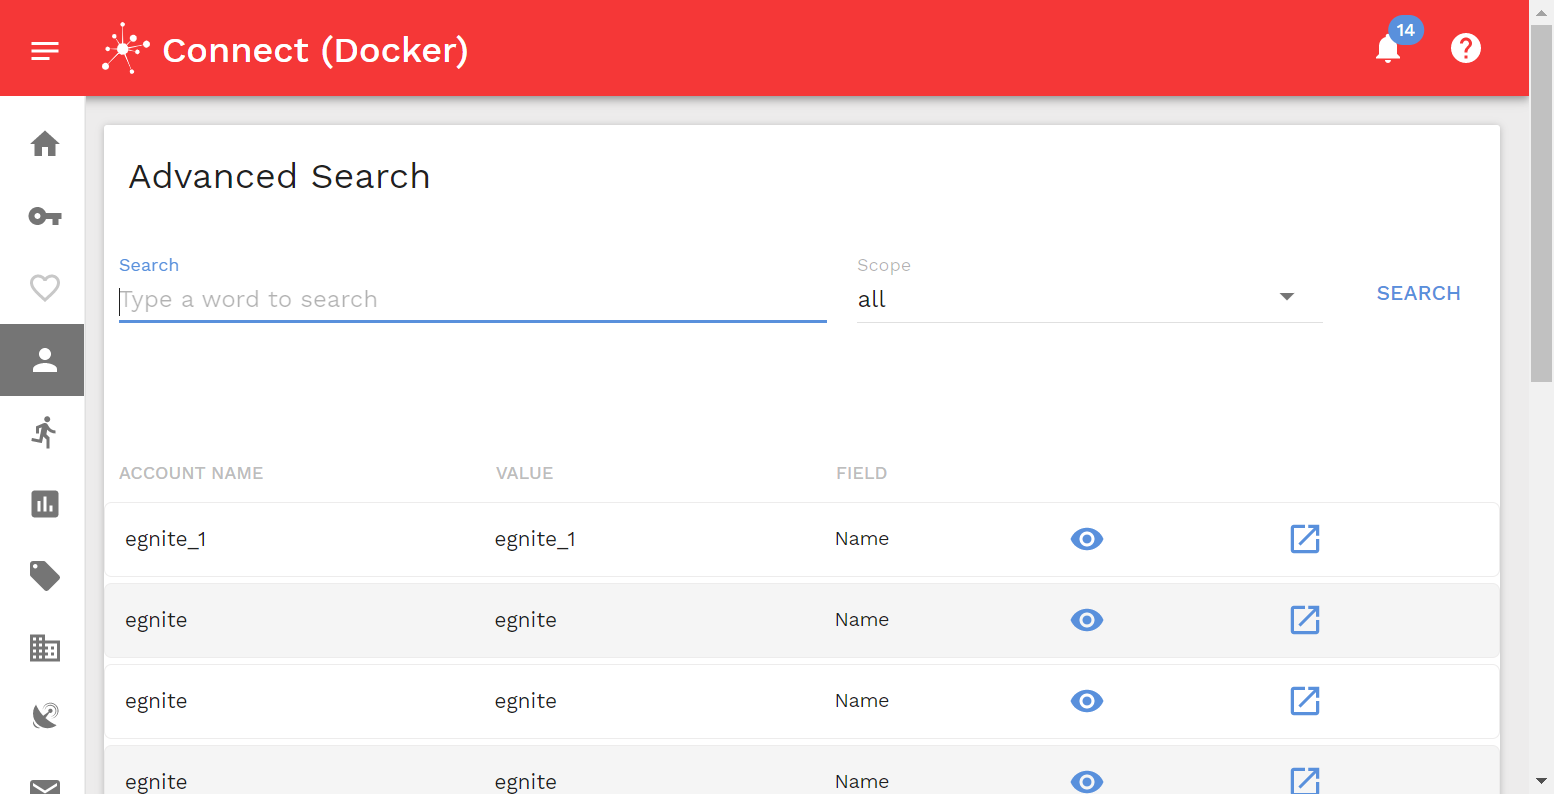 Connect (Docker)
14
Advanced Search
Search
Scope
Type a word to search
all
SEARCH
ACCOUNT NAME VALUE FIELD
egnite_1 egnite_1 Name
egnite egnite Name
egnite egnite Name
egnite egnite Name